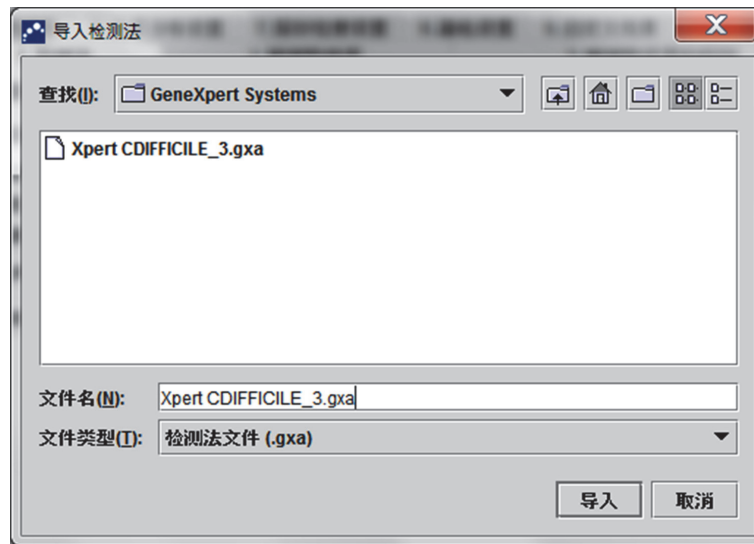 导入检测法
查找(I): GeneXpert Systems
Xpert CDIFFICILE_3.gxa
文件名(N): Xpert CDIFFICILE_3.gxa
文件类型(T): 检测法文件 (.gxa)
导入 取消